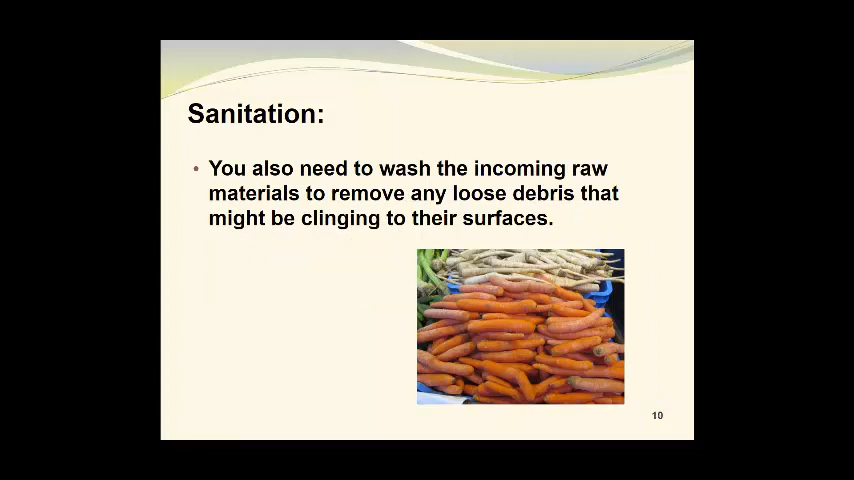 Sanitation:
• You also need to wash the incoming raw
materials to remove any loose debris that
might be clinging to their surfaces.
10